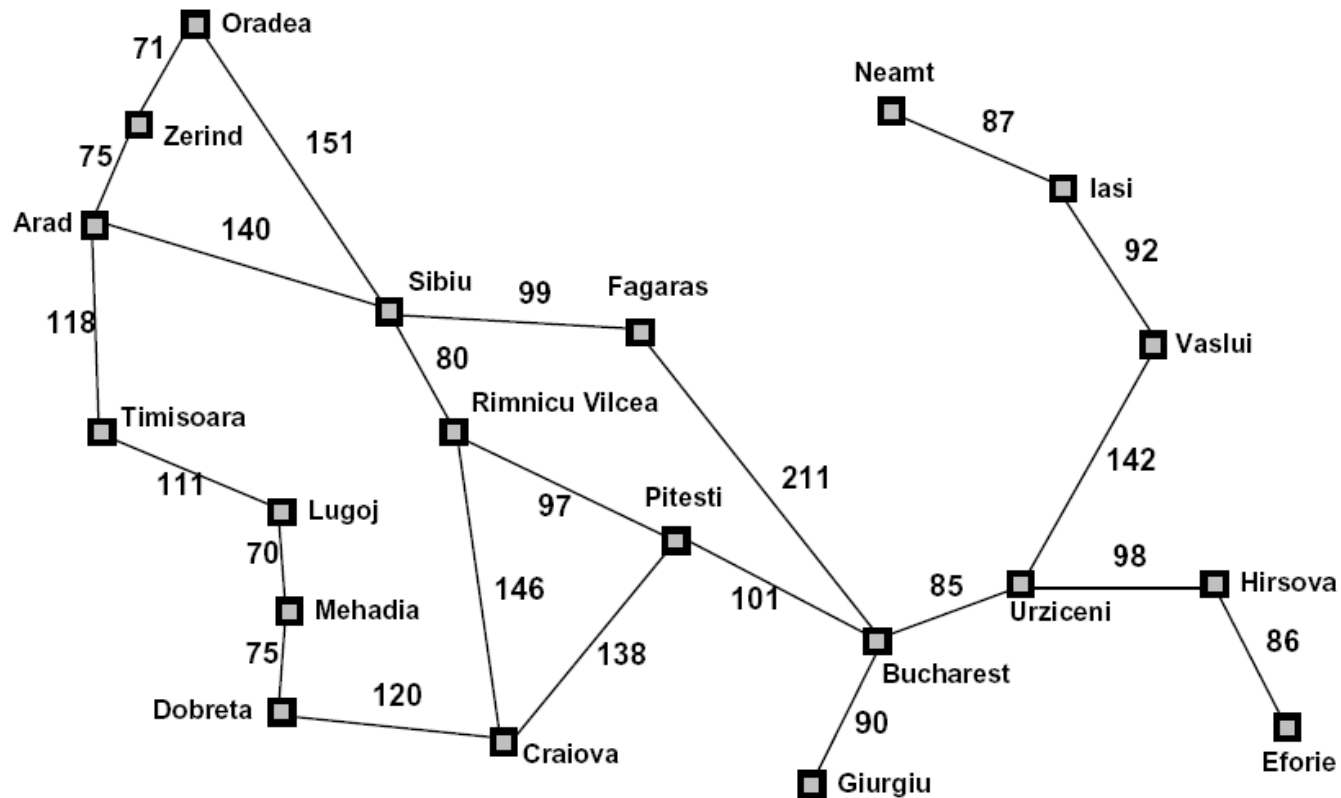 Oradea
71
Neamt
87
Zerind
151
75
Iasi
Arad
140
92
Sibiu
99
Fagaras
118
80
Vaslui
Rimnicu Vilcea
Timisoara
211
142
111
Lugoj
97
Pitesti
70
98
146
101
85
Hirsova
Mehadia
Urziceni
75
138
86
Bucharest
120
Dobreta
90
Craiova
Eforie
Giurgiu